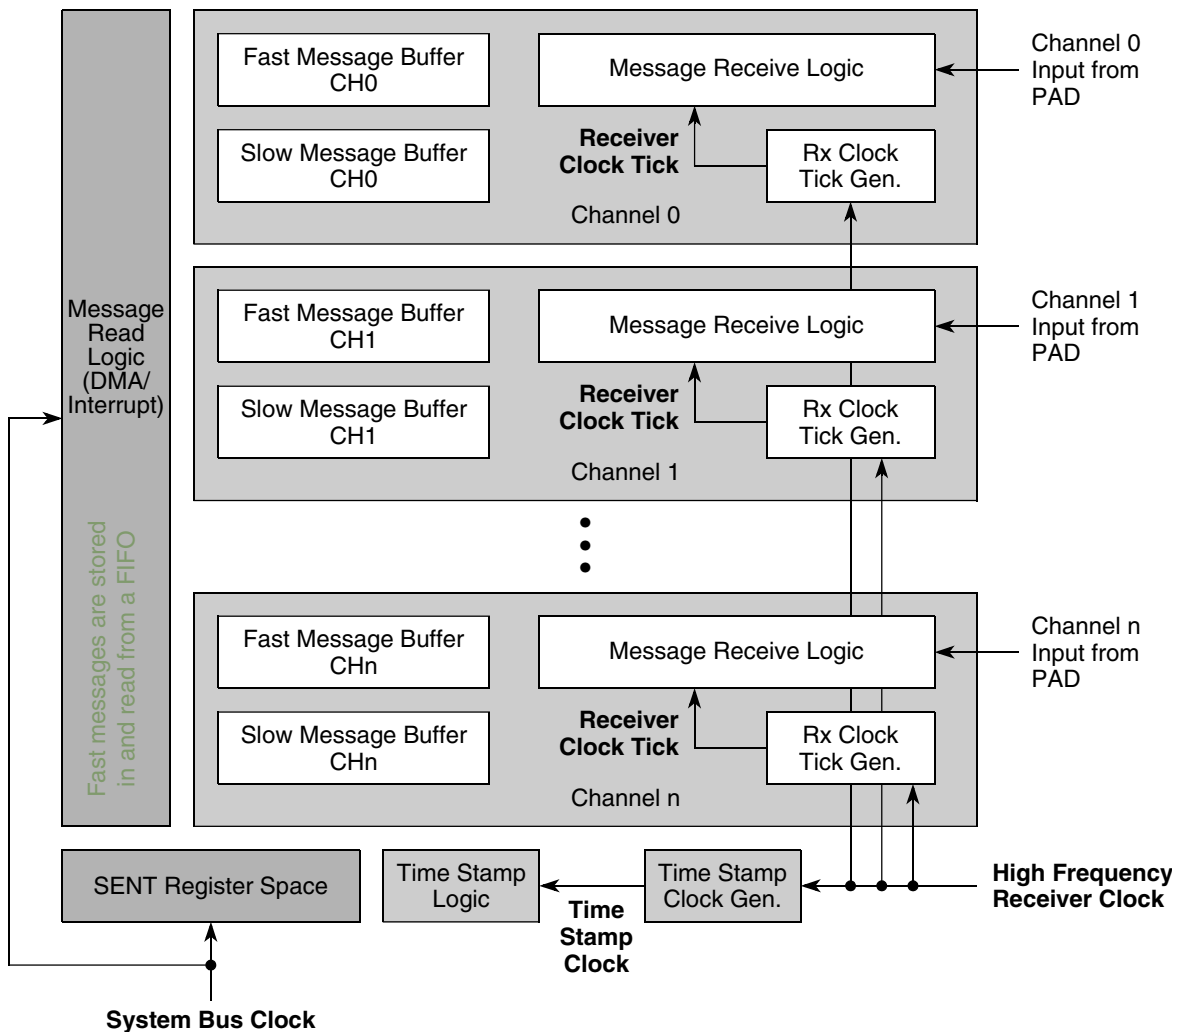 Message
Read
Logic
(DMA/
Interrupt)
Fast messages are stored
in and read from a FIFO
Fast Message Buffer
CH0
Slow Message Buffer
CH0
Message Receive Logic
Receiver
Clock Tick
Rx Clock
Tick Gen.
Channel 0
Channel 0
Input from
PAD
Fast Message Buffer
CH1
Slow Message Buffer
CH1
Message Receive Logic
Receiver
Clock Tick
Rx Clock
Tick Gen.
Channel 1
Channel 1
Input from
PAD
Fast Message Buffer
CHn
Slow Message Buffer
CHn
Message Receive Logic
Receiver
Clock Tick
Rx Clock
Tick Gen.
Channel n
Channel n
Input from
PAD
SENT Register Space
Time Stamp
Logic
Time
Stamp
Clock
Time Stamp
Clock Gen.
High Frequency
Receiver Clock
System Bus Clock